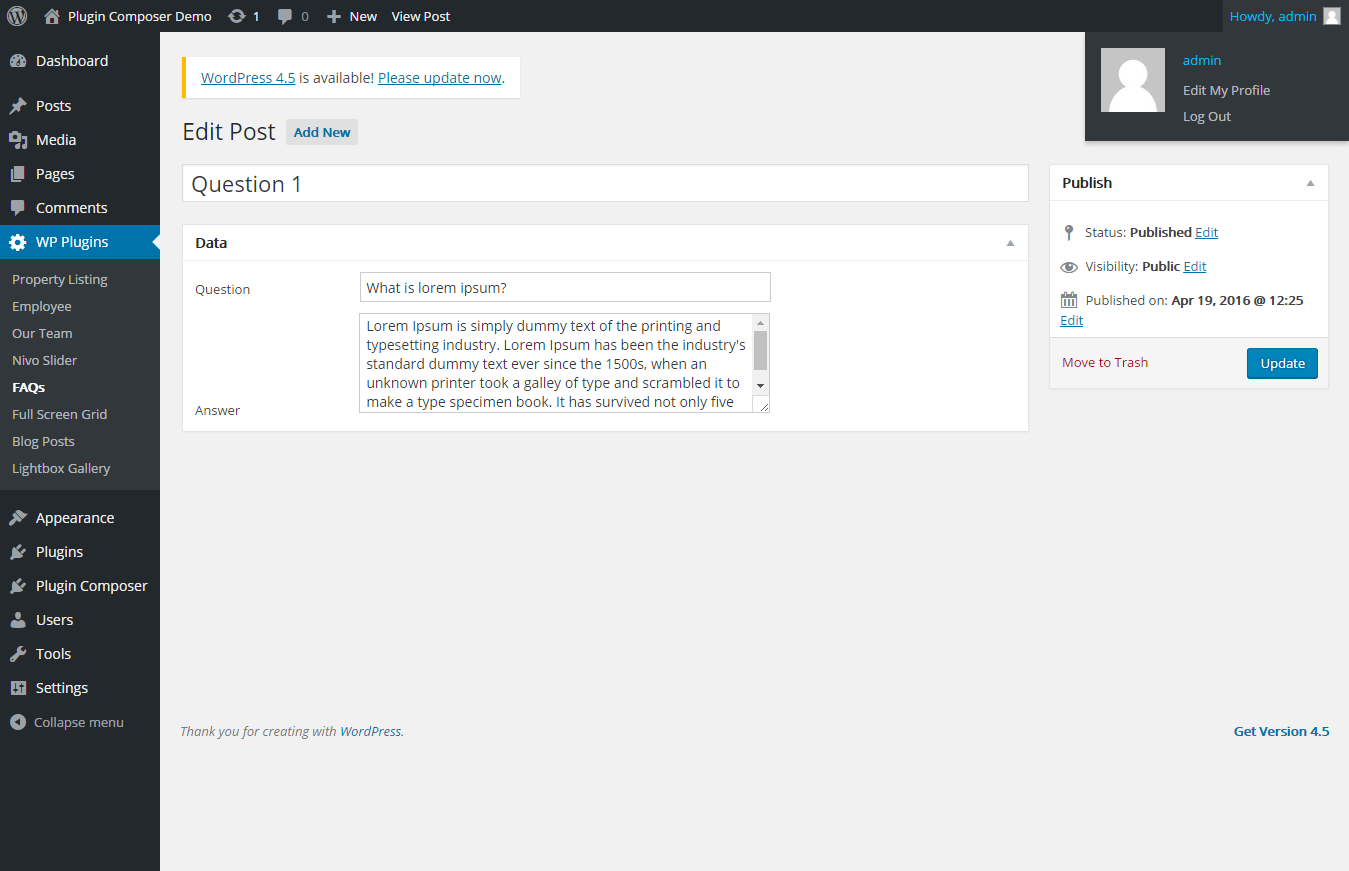 Plugin Composer Demo 1 0 New View Post Howdy, admin
admin
Edit My Profile
Log Out
Dashboard
Posts
Media
Pages
Comments
WP Plugins
Property Listing
Employee
Our Team
Nivo Slider
FAQs
Full Screen Grid
Blog Posts
Lightbox Gallery
Appearance
Plugins
Plugin Composer
Users
Tools
Settings
Collapse menu
WordPress 4.5 is available! Please update now.
Edit Post Add New
Question 1
Data
Question What is lorem ipsum?
Lorem Ipsum is simply dummy text of the printing and
typesetting industry. Lorem Ipsum has been the industry's
standard dummy text ever since the 1500s, when an
unknown printer took a galley of type and scrambled it to
make a type specimen book. It has survived not only five
Answer
Publish
Status: Published Edit
Visibility: Public Edit
Published on: Apr 19, 2016 @ 12:25
Edit
Move to Trash Update
Thank you for creating with WordPress. Get Version 4.5